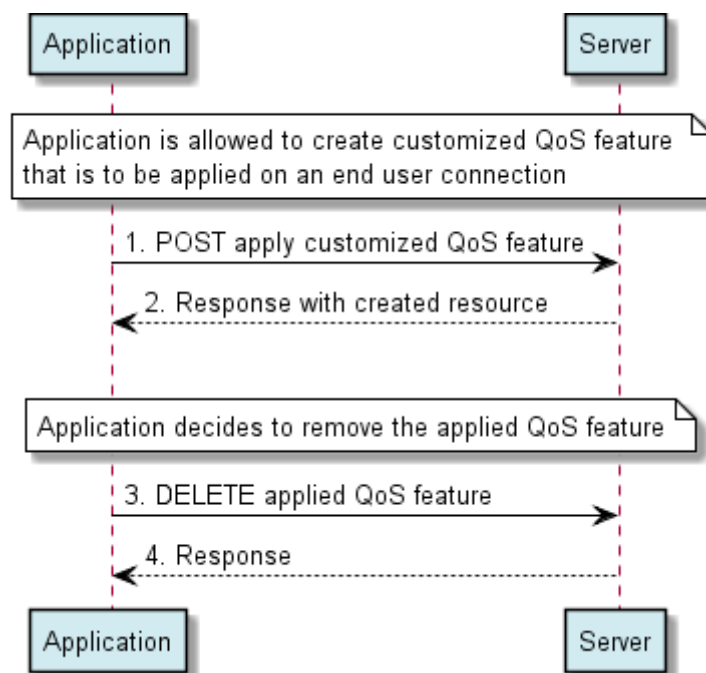 Application
Server
Application is allowed to create customized QoS feature
that is to be applied on an end user connection
1. POST apply customized QoS feature
2. Response with created resource
Application decides to remove the applied QoS feature
3. DELETE applied QoS feature
4. Response
Application
Server